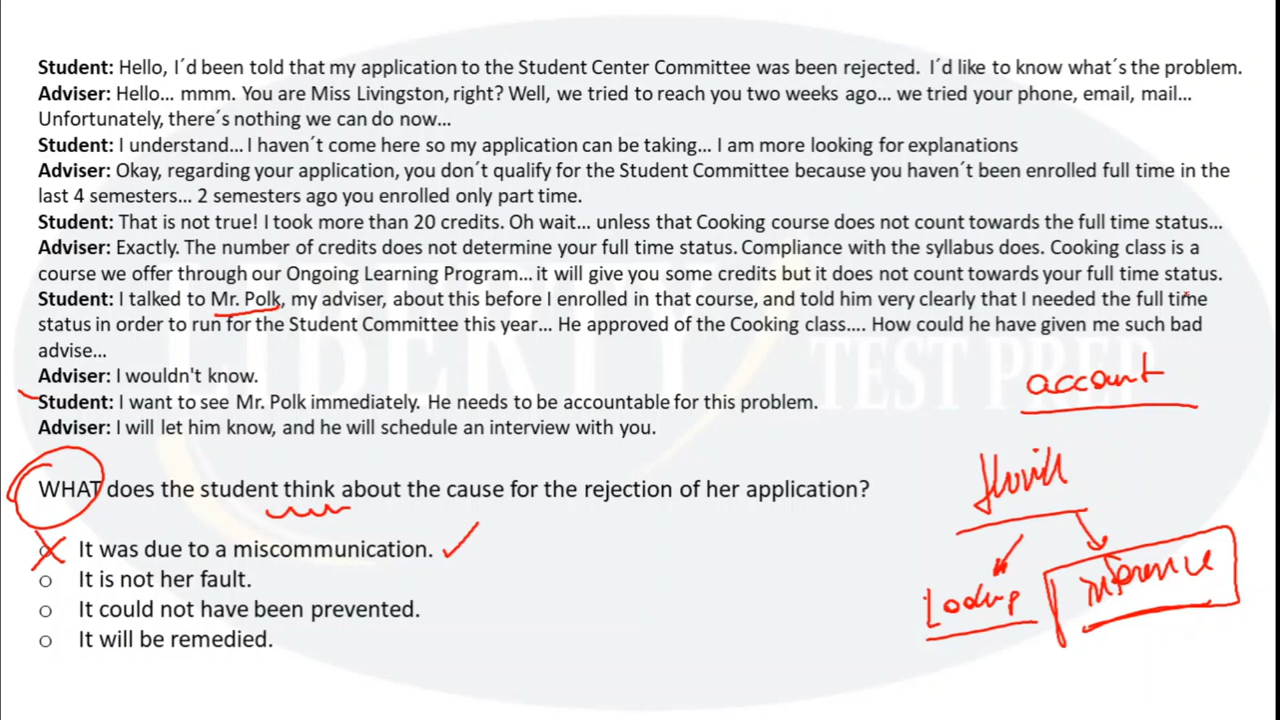 Student: Hello, I´d been told that my application to the Student Center Committee was been rejected. I´d like to know what´s the problem.
Adviser: Hello... mmm. You are Miss Livingston, right? Well, we tried to reach you two weeks ago... we tried your phone, email, mail...
Unfortunately, there´s nothing we can do now...
Student: I understand... I haven´t come here so my application can be taking... I am more looking for explanations
Adviser: Okay, regarding your application, you don´t qualify for the Student Committee because you haven´t been enrolled full time in the
last 4 semesters... 2 semesters ago you enrolled only part time.
Student: That is not true! I took more than 20 credits. Oh wait... unless that Cooking course does not count towards the full time status...
Adviser: Exactly. The number of credits does not determine your full time status. Compliance with the syllabus does. Cooking class is a
course we offer through our Ongoing Learning Program... it will give you some credits but it does not count towards your full time status.
Student: I talked to Mr. Polk, my adviser, about this before I enrolled in that course, and told him very clearly that I needed the full time
status in order to run for the Student Committee this year... He approved of the Cooking class.... How could he have given me such bad
advise...
Adviser: I wouldn't know.
account
Student: I want to see Mr. Polk immediately. He needs to be accountable for this problem.
Adviser: I will let him know, and he will schedule an interview with you.
WHAT does the student think about the cause for the rejection of her application?
It was due to a miscommunication.
It is not her fault.
It could not have been prevented.
It will be remedied.
Lookup
inference
LIBERTY
TEST PREP